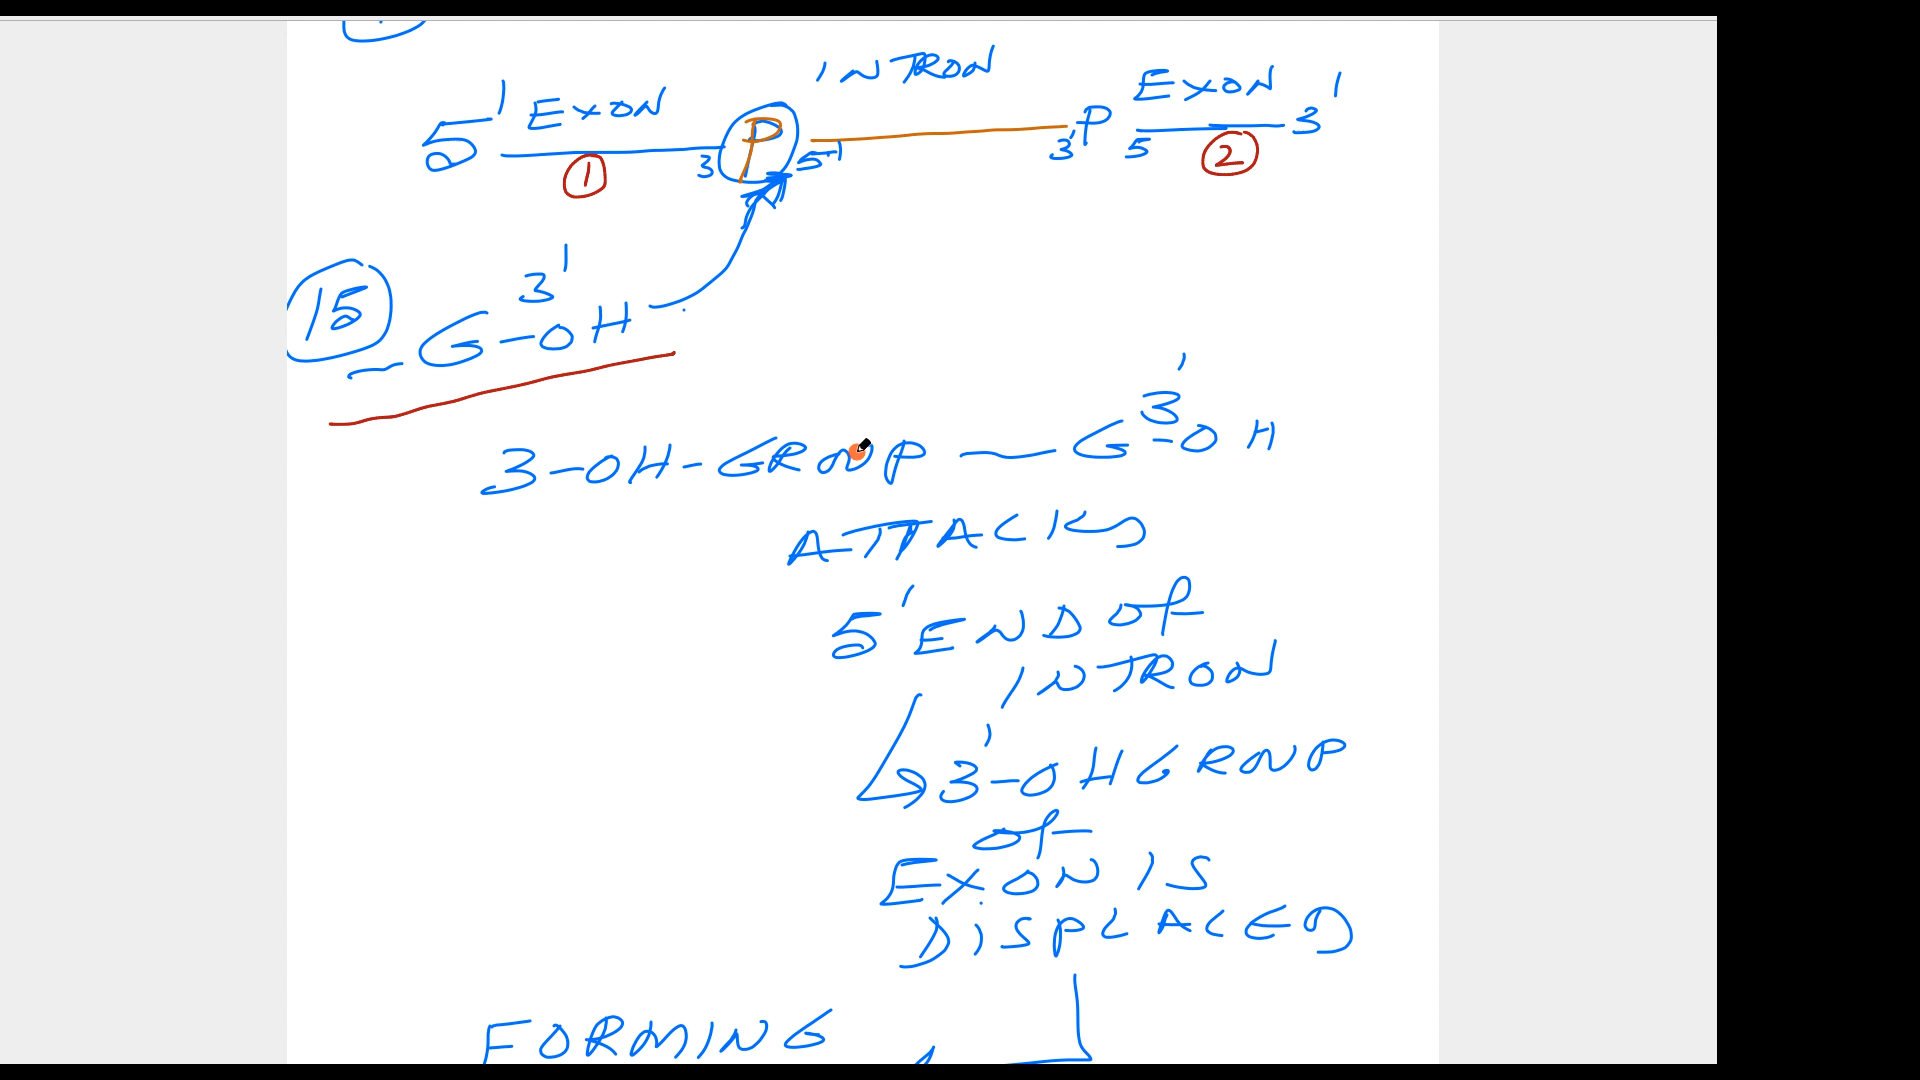 INTRON
5' EXON P 3' P EXON 3'
3 5' 5
1 2
3'
15
G-OH
3'
3-OH-GROUP — G-OH
ATTACKS
5' END OF
INTRON
3'-OH GROUP
OF
EXON IS
DISPLACED
FORMING